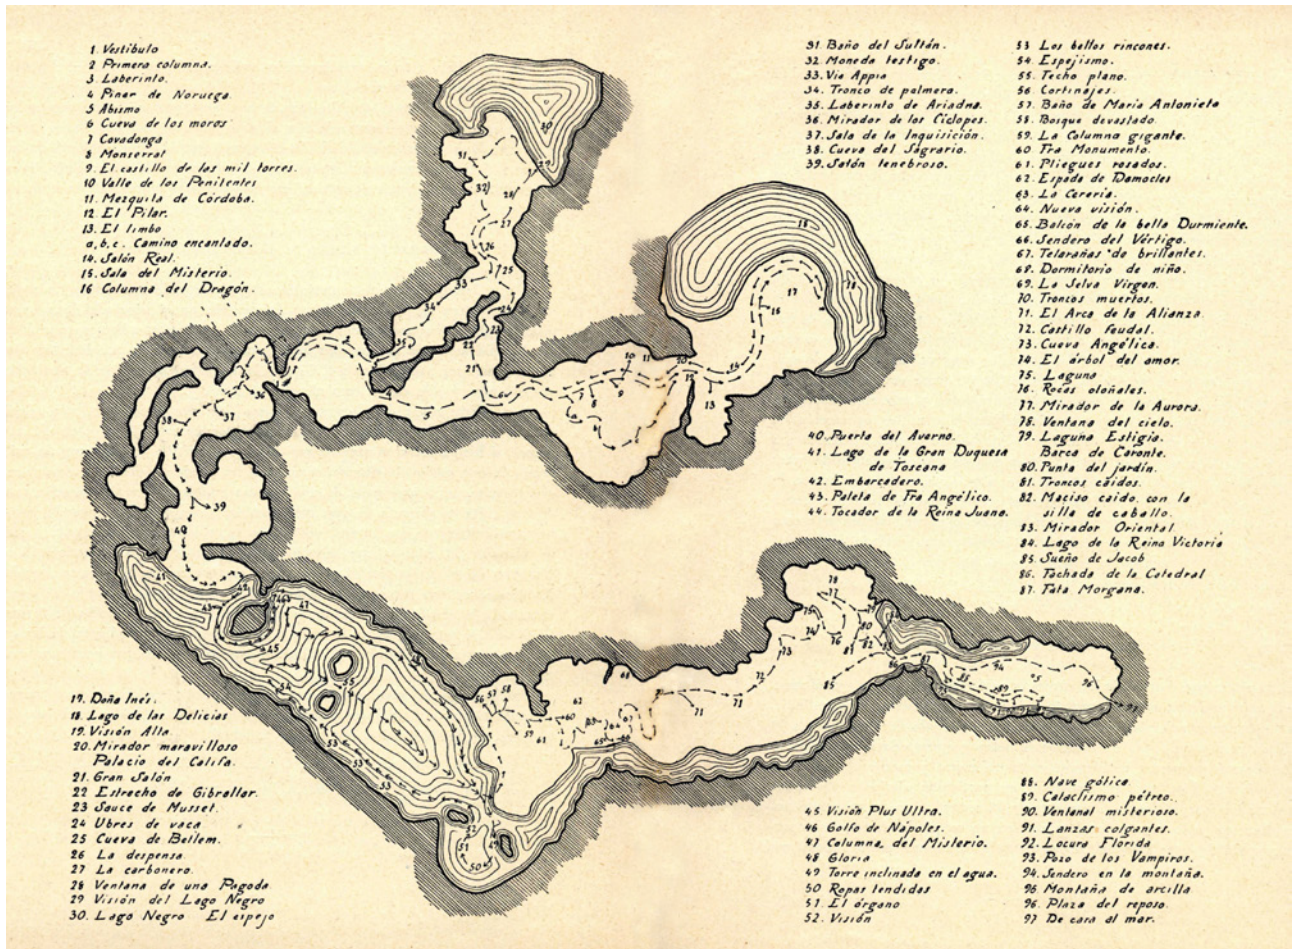 1. Vestíbulo
2 Primera columna.
3. Laberinto.
4 Pinar de Noruega.
5 Abismo
6 Cueva de los moros
7 Covadonga
8 Monserrat
9. El castillo de las mil torres.
10 Valle de los Penitentes
11. Mezquita de Córdoba.
12 El Pilar.
13. El limbo
a, b, c. Camino encantado.
14. Salón Real.
15. Sala del Misterio.
16 Columna del Dragón.
31. Baño del Sultán.
32. Moneda testigo.
33. Via Appia
34. Tronco de palmera.
35. Laberinto de Ariadna.
36. Mirador de los Cíclopes.
37. Sala de la Inquisición.
38. Cueva del Sagrario.
39. Salón tenebroso.
53 Los bellos rincones.
54. Espejismo.
55. Techo plano.
56. Cortinajes.
57. Baño de María Antonieta
58. Bosque devastado.
59. La Columna gigante.
60 Fra Monumento.
61. Pliegues rosados.
62. Espada de Damocles
63. La Cereria.
64. Nueva visión.
65. Balcón de la bella Durmiente.
66. Sendero del Vértigo.
67. Telarañas de brillantes.
68. Dormitorio de niño.
69. La Selva Virgen.
70. Troncos muertos.
71. El Arca de la Alianza
72. Castillo feudal.
73. Cueva Angélica.
74. El árbol del amor.
75. Laguna
76. Rocas otoñales.
77. Mirador de la Aurora.
78. Ventana del cielo.
79. Laguna Estigia.
Barca de Caronte.
80. Punta del jardín.
81. Troncos caídos.
82. Maciso caido, con la
silla de caballo.
83. Mirador Oriental
84. Lago de la Reina Victoria
85. Sueño de Jacob
86. Fachada de la Catedral
87. Fata Morgana.
40. Puerta del Averno.
41. Lago de la Gran Duquesa
de Toscana
42. Embarcadero.
43. Paleta de Fra Angélico.
44. Tocador de la Reina Juana.
17. Doña Inés.
18. Lago de las Delicias
19. Visión Alta.
20. Mirador maravilloso
Palacio del Califa.
21. Gran Salón
22 Estrecho de Gibraltar.
23 Sauce de Musset.
24 Ubres de vaca
25 Cueva de Bellem.
26 La despensa
27 La carbonera.
28 Ventana de una Pagoda
29 Visión del Lago Negro
30. Lago Negro El espejo
45. Visión Plus Ultra.
46 Golfo de Nápoles.
47 Columna del Misterio.
48 Gloria
49 Torre inclinada en el agua.
50 Ropas tendidas
51. El órgano
52. Visión
88. Nave gótica.
89. Cataclismo pétreo.
90. Ventanal misterioso.
91. Lanzas colgantes.
92. Locura Florida
93. Pozo de los Vampiros.
94. Sendero en la montaña.
95. Montaña de arcilla
96. Plaza del reposo.
97 De cara al mar.